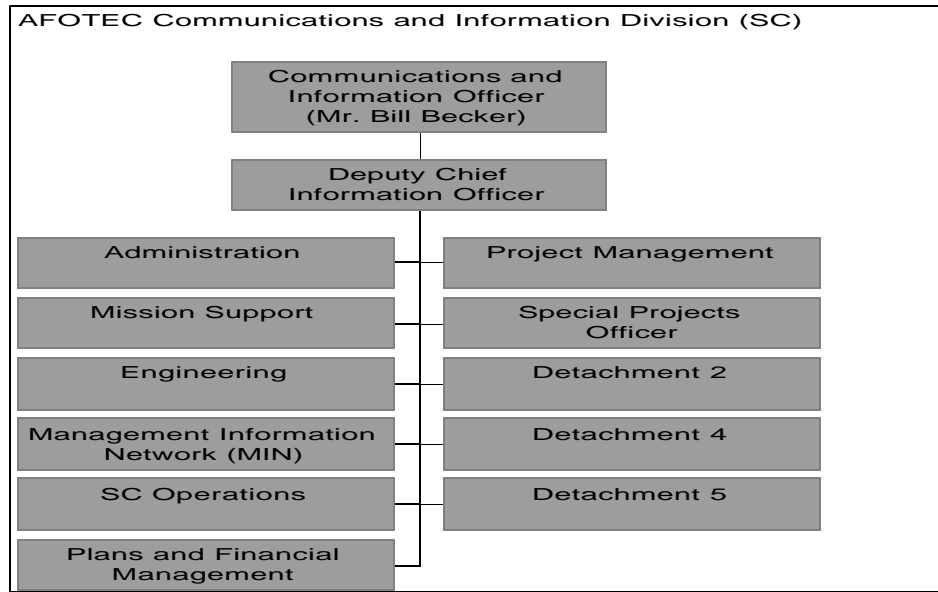 AFOTEC Communications and Information Division (SC)
Communications and
Information Officer
(Mr. Bill Becker)
Deputy Chief
Information Officer
Administration
Project Management
Mission Support
Special Projects
Officer
Engineering
Detachment 2
Management Information
Network (MIN)
Detachment 4
SC Operations
Detachment 5
Plans and Financial
Management